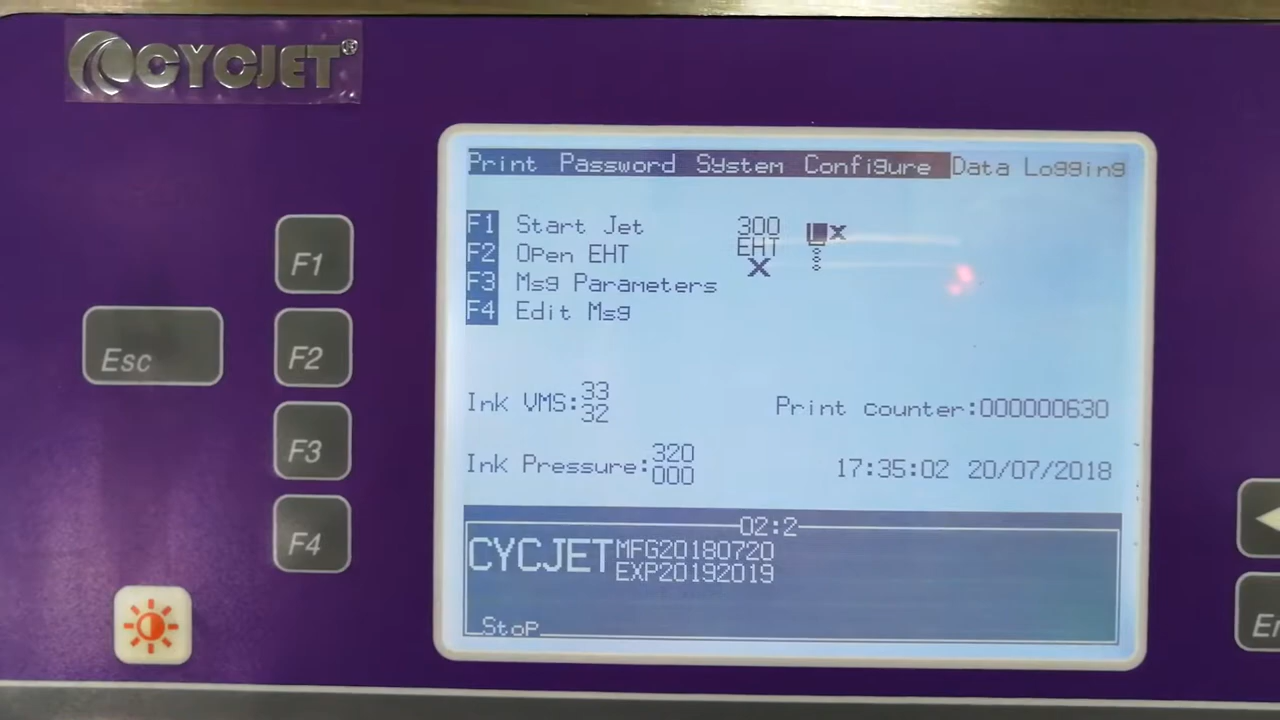 CYCJET®
Print Password System Configure Data Logging
F1 Start Jet 300
EHT
F2 Open EHT X
F3 Msg Parameters
F4 Edit Msg
F1
Esc
F2
F3
F4
Ink VMS:33
32
Print counter:000000630
Ink Pressure:320
000
17:35:02 20/07/2018
02:2
CYCJET MFG20180720
EXP20192019
Stop